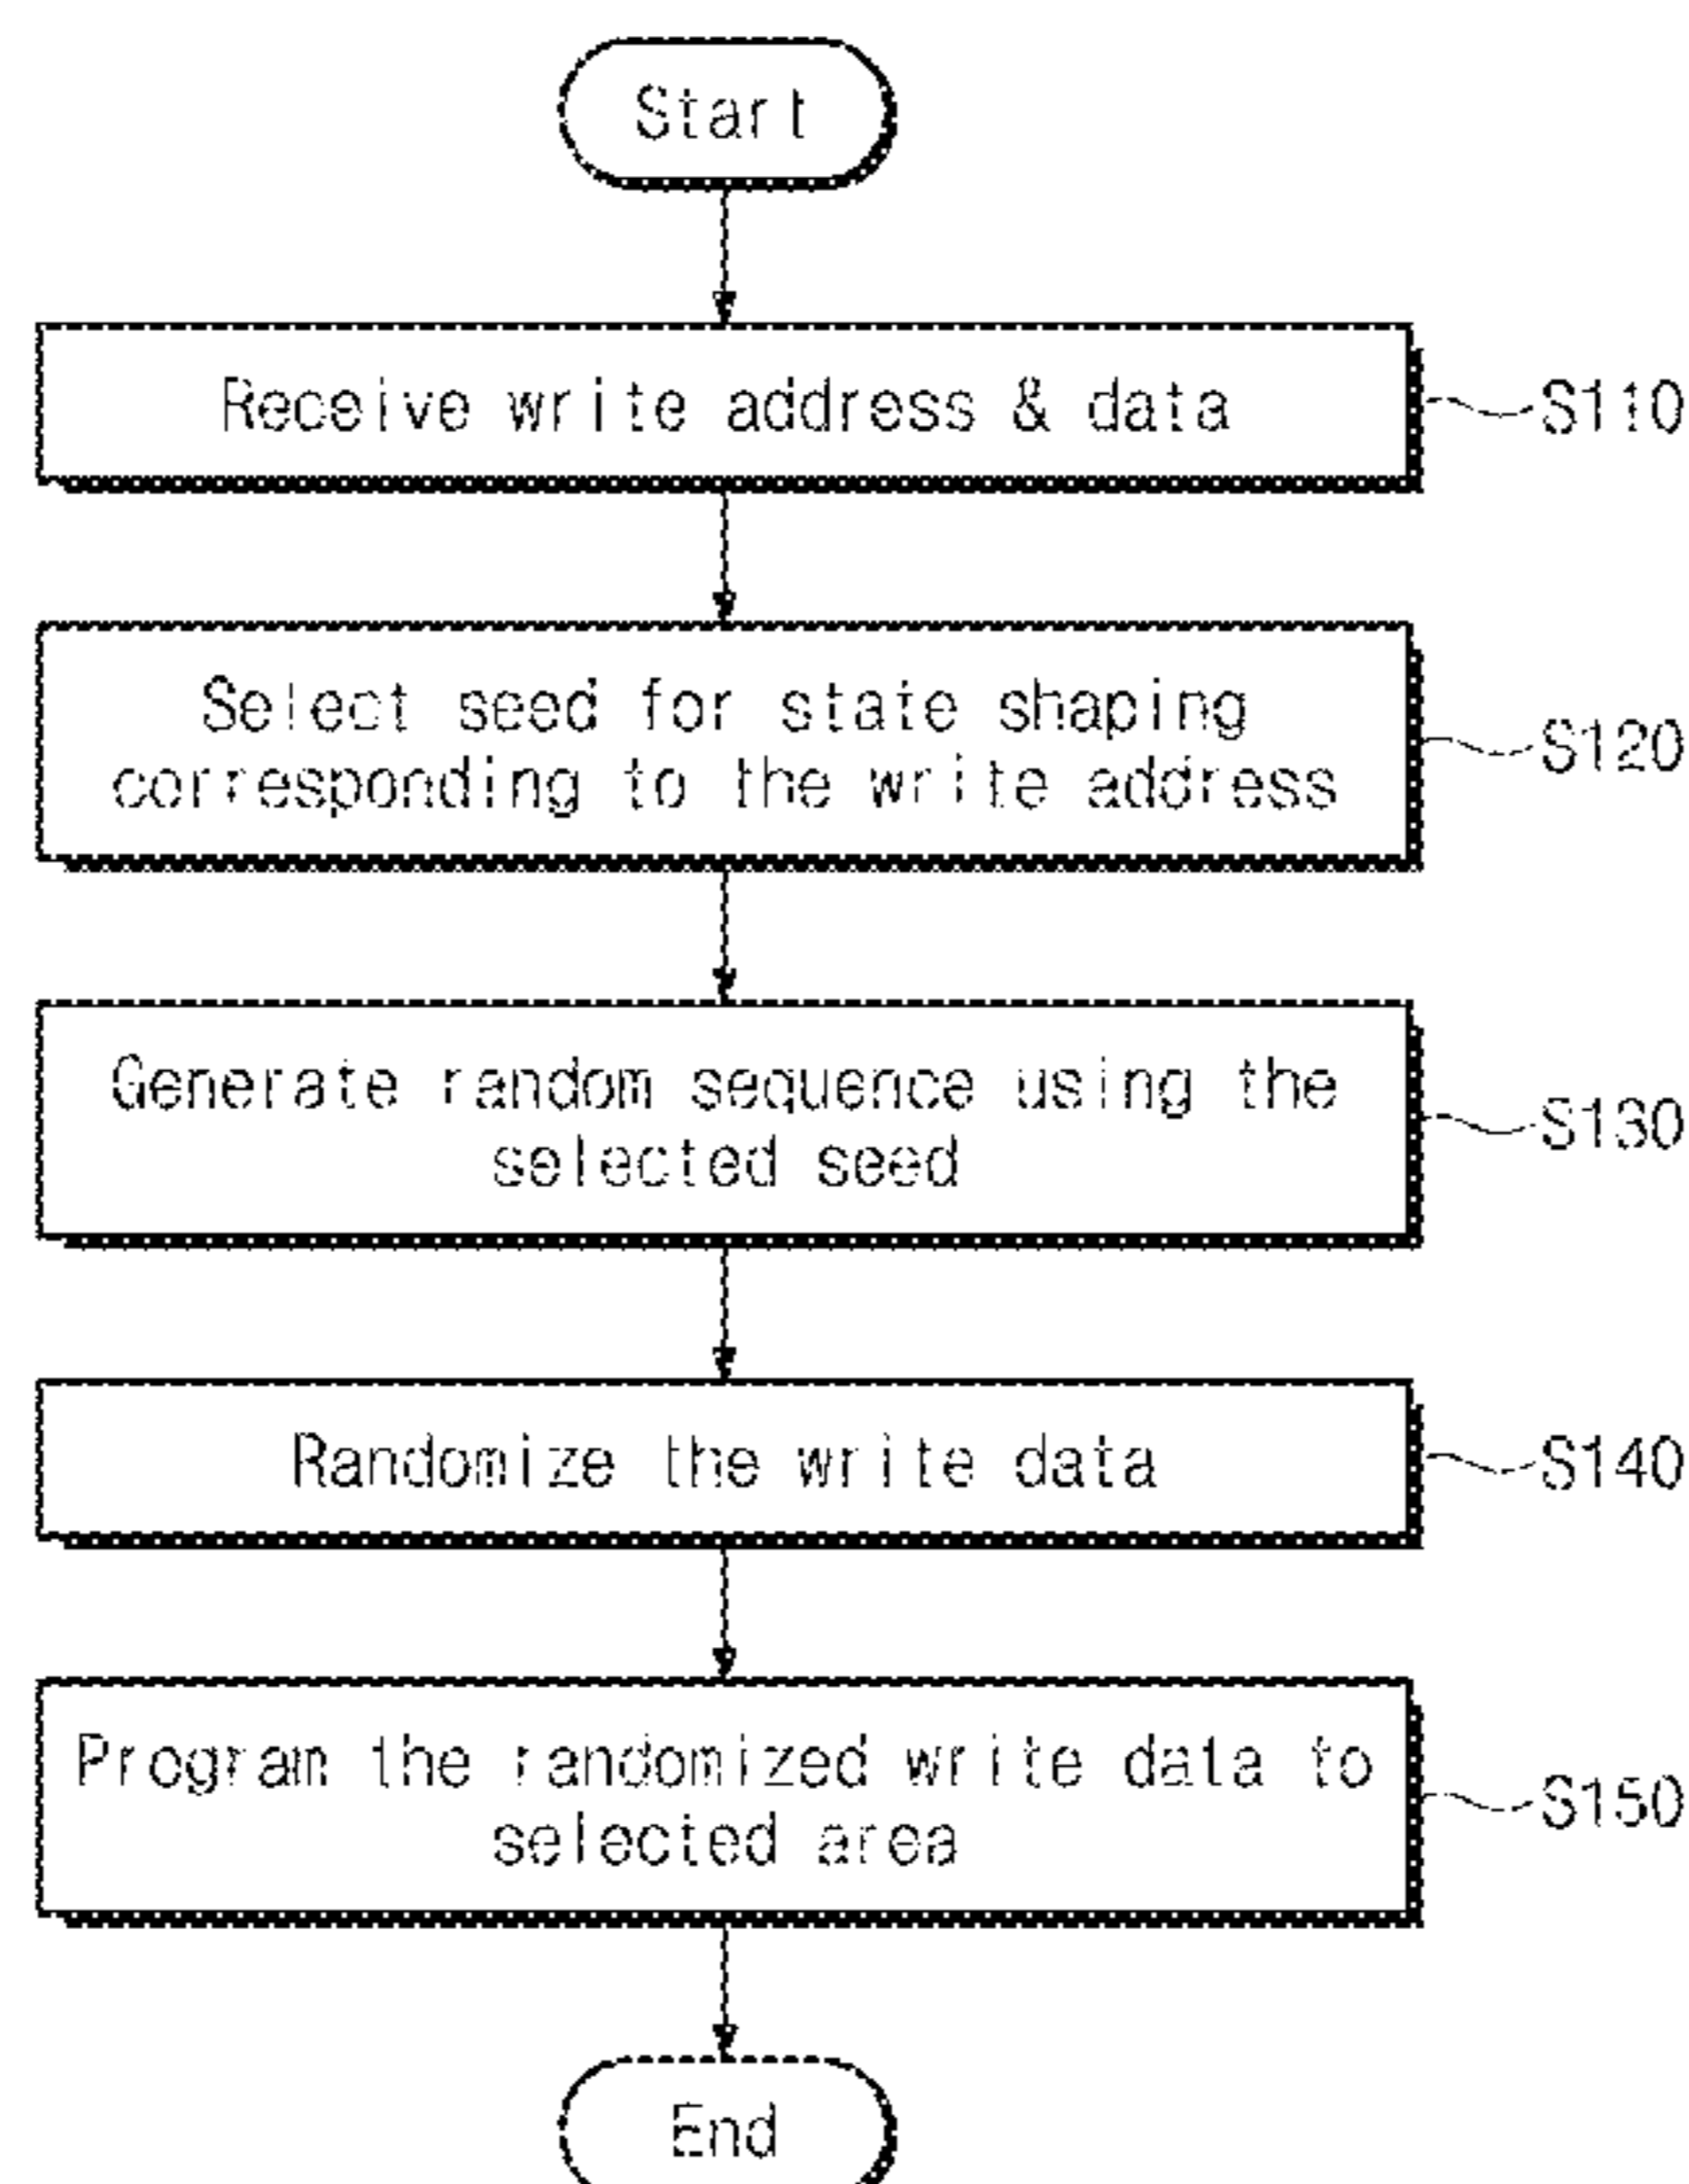 Start
Receive write address & data
S110
Select seed for state shaping
corresponding to the write address
S120
Generate random sequence using the
selected seed
S130
Randomize the write data
S140
Program the randomized write data to
selected area
S150
End